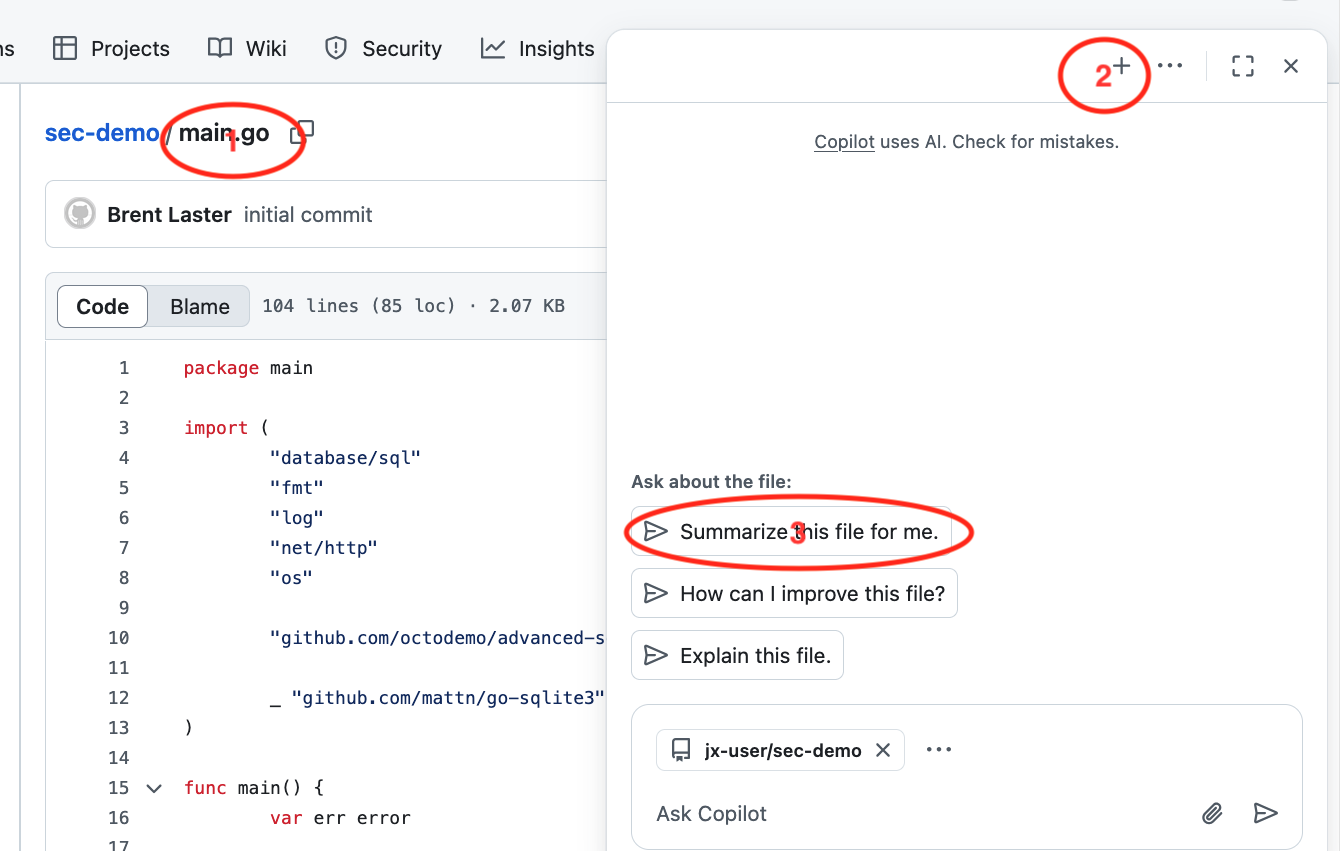 ns Projects Wiki Security Insights
sec-demo / main.go
1
Brent Laster initial commit
Code Blame 104 lines (85 loc) · 2.07 KB
1 package main
2
3 import (
4 "database/sql"
5 "fmt"
6 "log"
7 "net/http"
8 "os"
9
10 "github.com/octodemo/advanced-s
11
12 _ "github.com/mattn/go-sqlite3"
13 )
14
15 func main() {
16 var err error
17
2
Copilot uses AI. Check for mistakes.
Ask about the file:
Summarize this file for me.
3
How can I improve this file?
Explain this file.
jx-user/sec-demo
Ask Copilot